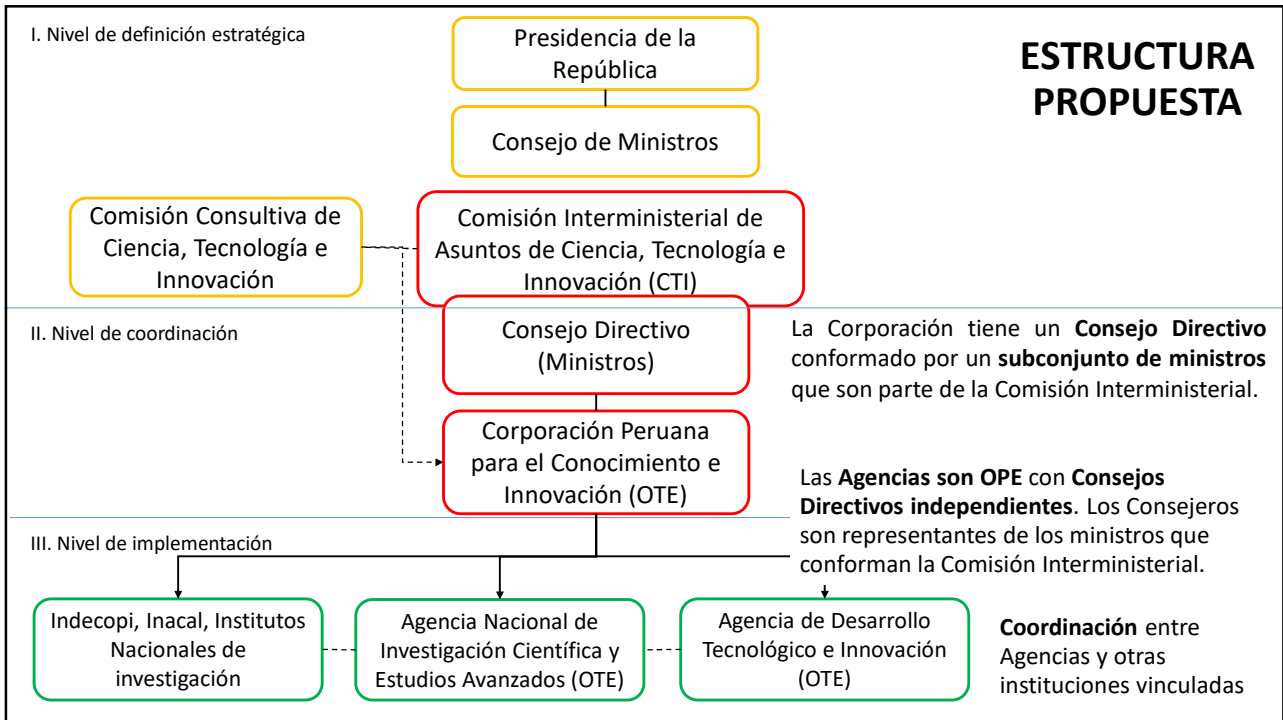 I. Nivel de definición estratégica
Presidencia de la
República
ESTRUCTURA
PROPUESTA
Consejo de Ministros
Comisión Consultiva de
Ciencia, Tecnología e
Innovación
Comisión Interministerial de
Asuntos de Ciencia, Tecnología e
Innovación (CTI)
II. Nivel de coordinación
Consejo Directivo
(Ministros)
La Corporación tiene un Consejo Directivo
conformado por un subconjunto de ministros
que son parte de la Comisión Interministerial.
Corporación Peruana
para el Conocimiento e
Innovación (OTE)
Las Agencias son OPE con Consejos
Directivos independientes. Los Consejeros
son representantes de los ministros que
conforman la Comisión Interministerial.
III. Nivel de implementación
Indecopi, Inacal, Institutos
Nacionales de
investigación
Agencia Nacional de
Investigación Científica y
Estudios Avanzados (OTE)
Agencia de Desarrollo
Tecnológico e Innovación
(OTE)
Coordinación entre
Agencias y otras
instituciones vinculadas